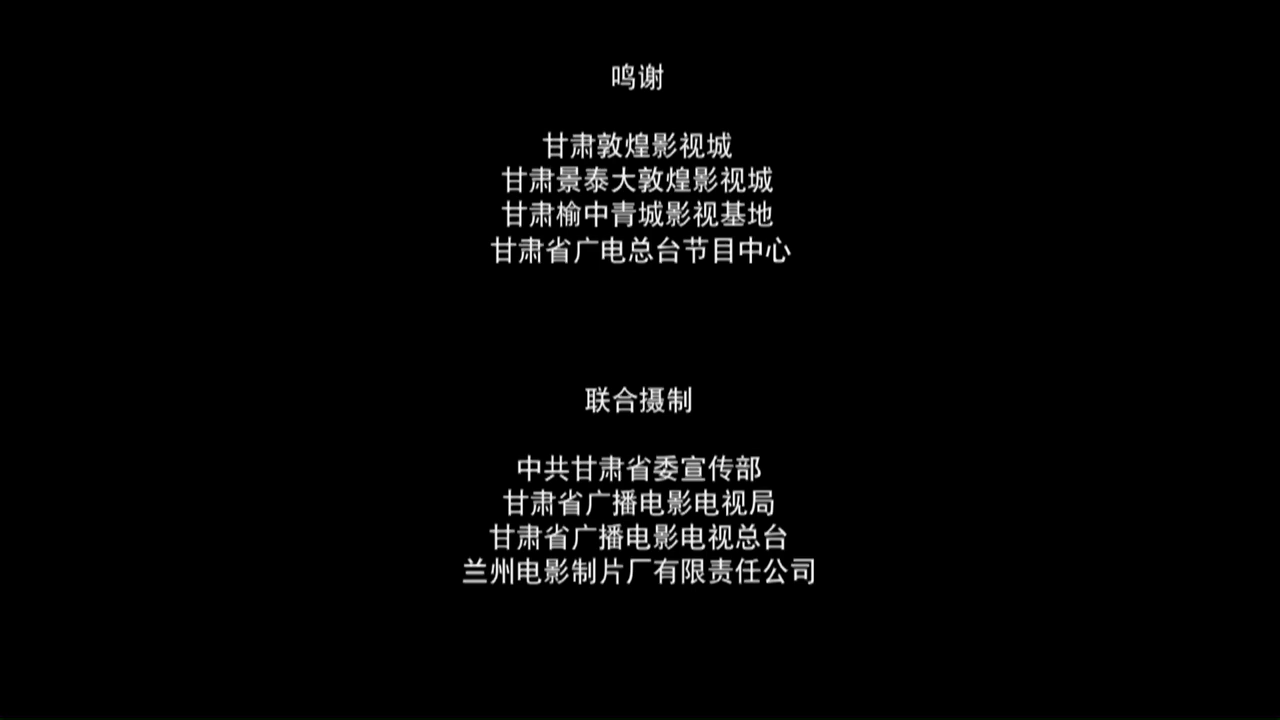 鸣谢
甘肃敦煌影视城
甘肃景泰大敦煌影视城
甘肃榆中青城影视基地
甘肃省广电总台节目中心
联合摄制
中共甘肃省委宣传部
甘肃省广播电影电视局
甘肃省广播电影电视总台
兰州电影制片厂有限责任公司